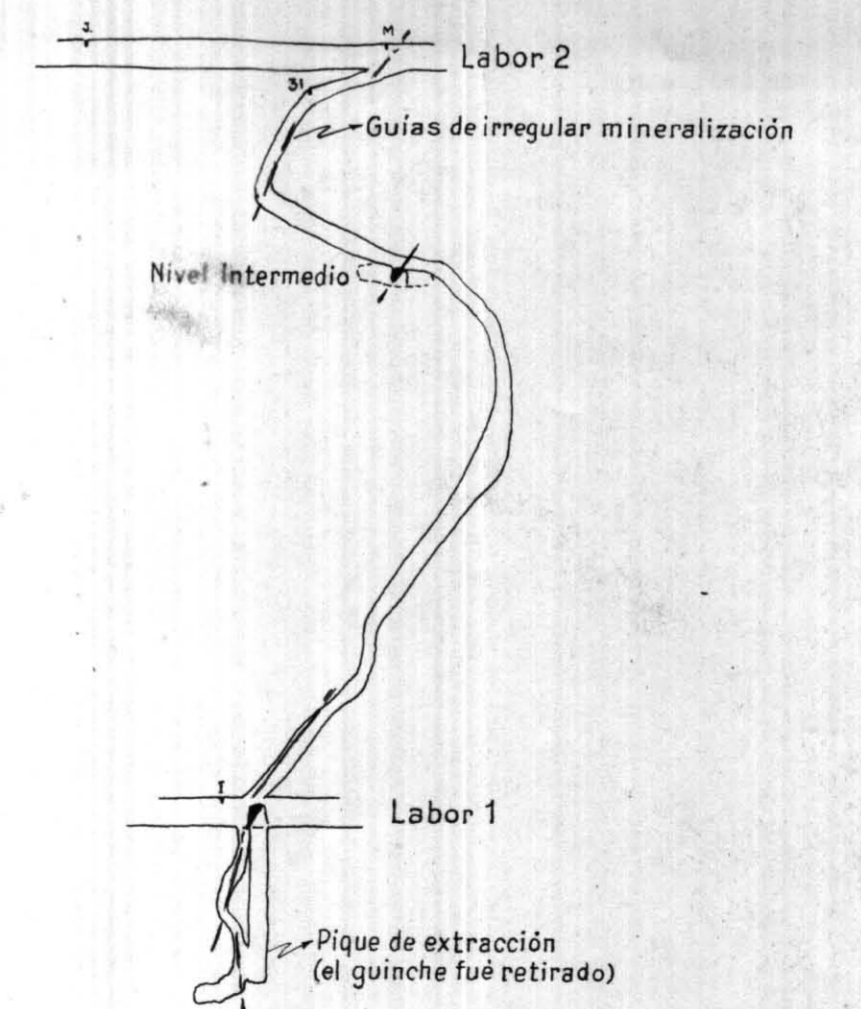 J.
M
Labor 2
31
Guías de irregular mineralización
Nivel Intermedio
I
Labor 1
Pique de extracción
(el guinche fué retirado)